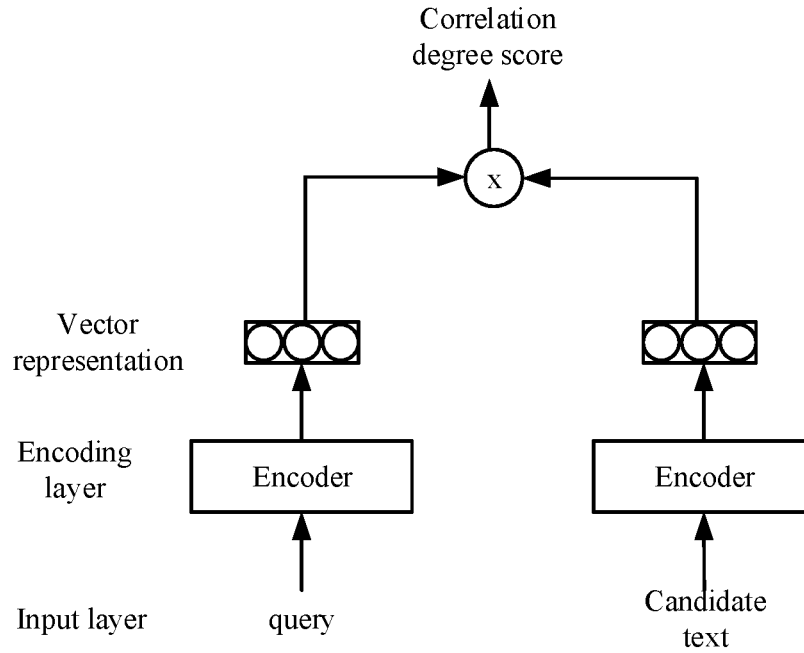 Correlation
degree score
x
Vector
representation
Encoding
layer
Encoder
Encoder
Input layer
query
Candidate
text